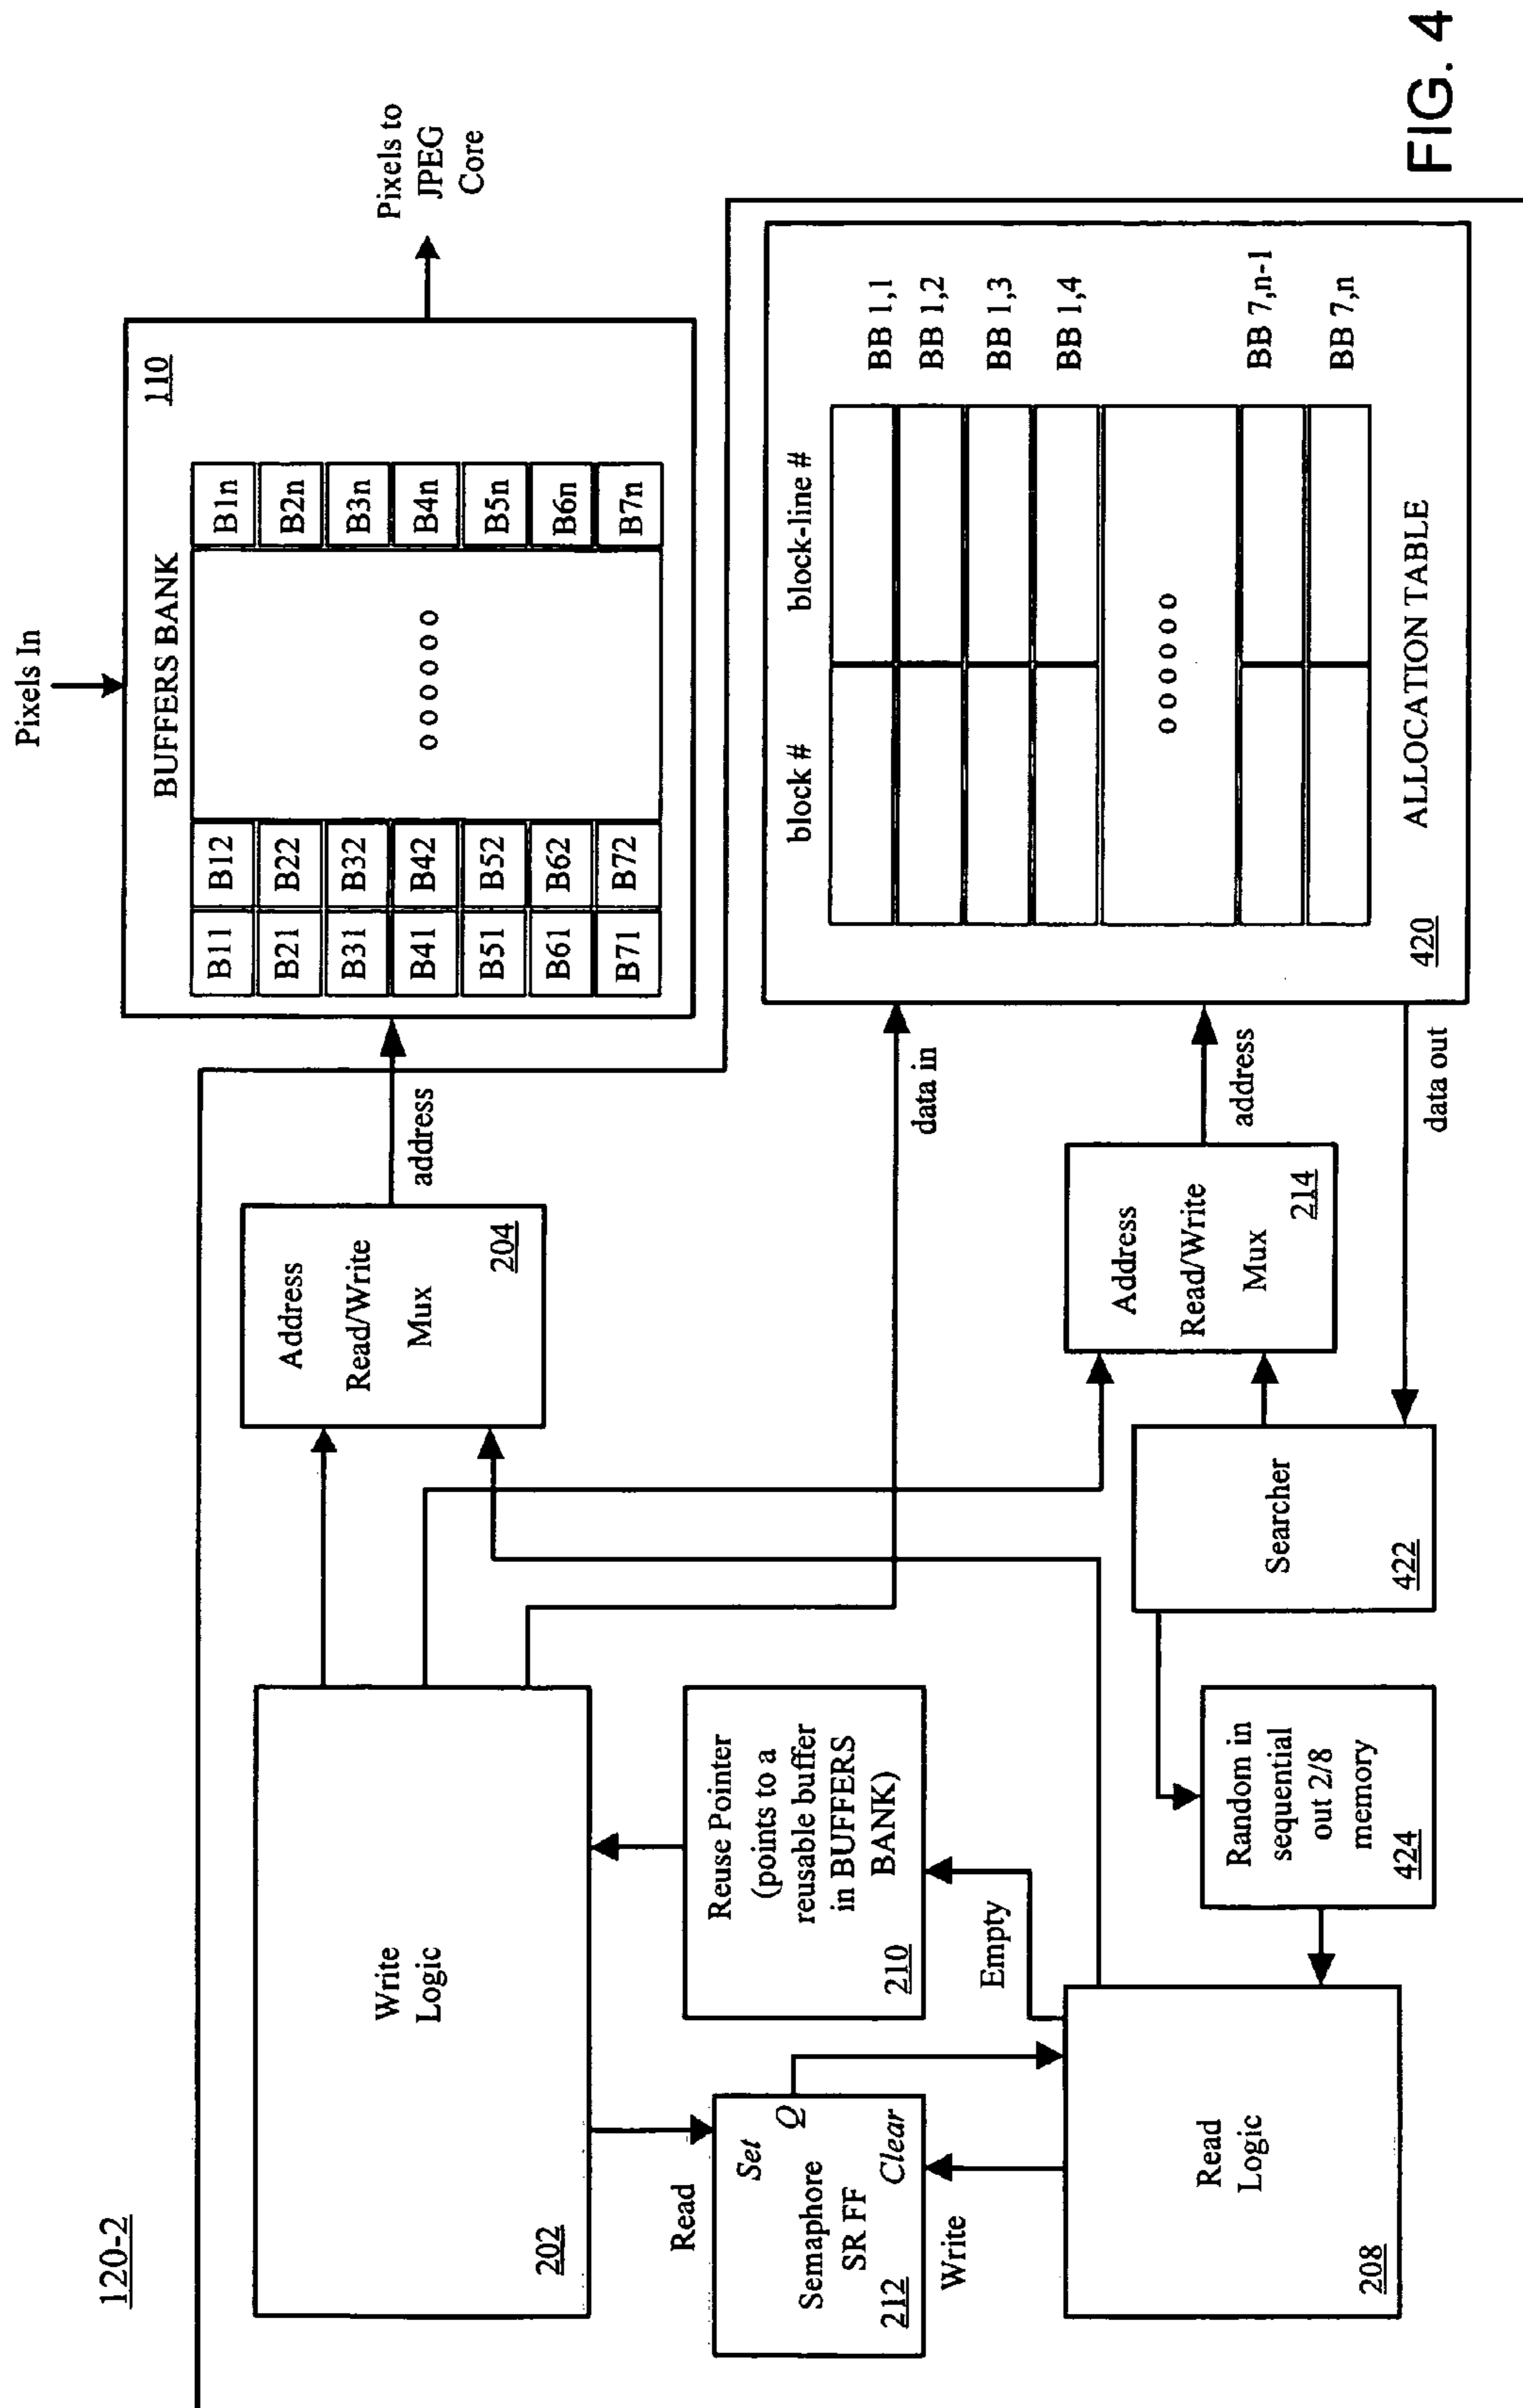 120-2
Pixels In
BUFFERS BANK
110
B11 B12 B1n
B21 B22 B2n
B31 B32 B3n
B41 B42 o o o o o o B4n
B51 B52 B5n
B61 B62 B6n
B71 B72 B7n
Pixels to
JPEG
Core
Write
Logic
202
Address
Read/Write
Mux
204
address
Read
Set
Q
Semaphore
SR FF
Clear
212
Write
Reuse Pointer
(points to a
reusable buffer
in BUFFERS
BANK)
210
Empty
Read
Logic
208
Random in
sequential
out 2/8
memory
424
Searcher
422
Address
Read/Write
Mux
214
data in
address
data out
block # block-line #
BB 1,1
BB 1,2
BB 1,3
BB 1,4
o o o o o o
BB 7,n-1
BB 7,n
ALLOCATION TABLE
420
FIG. 4